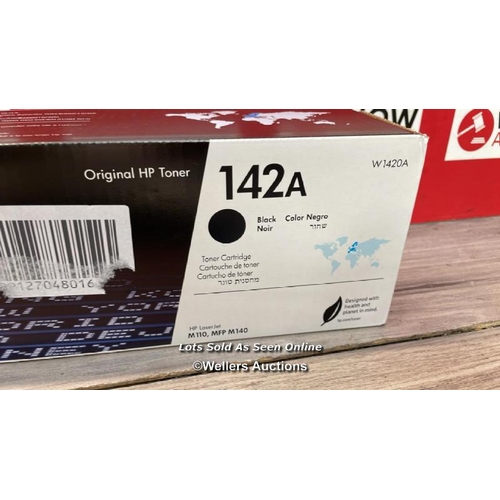 Original HP Toner
142A
W1420A
Black Color Negro
Noir שחור
Toner Cartridge
Cartouche de toner
Cartucho de tóner
מחסנית טונר
HP LaserJet
M110, MFP M140
Designed with
health and
planet in mind.
127048016
Lots Sold As Seen Online
©Wellers Auctions